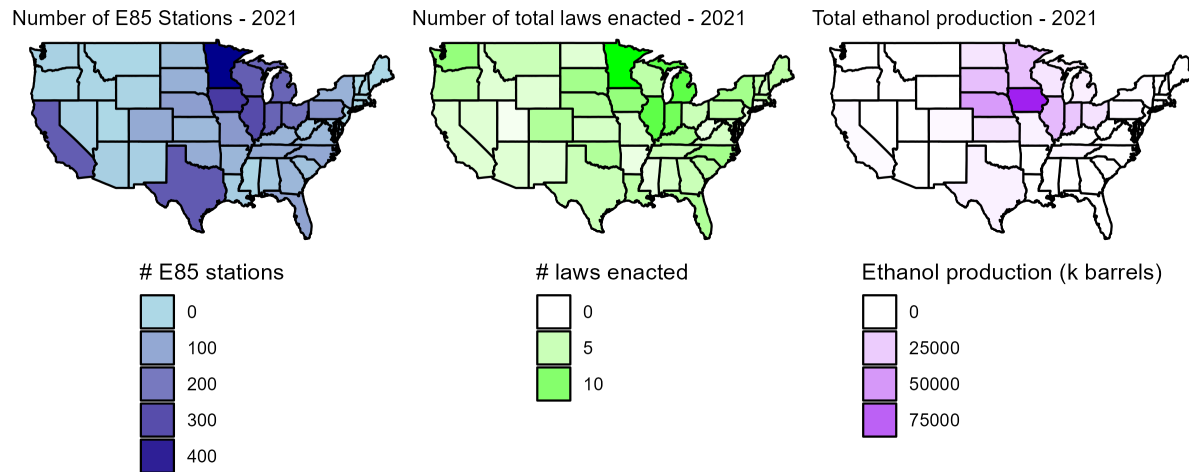 Number of E85 Stations - 2021
Number of total laws enacted - 2021
Total ethanol production - 2021
# E85 stations
0
100
200
300
400
# laws enacted
0
5
10
Ethanol production (k barrels)
0
25000
50000
75000